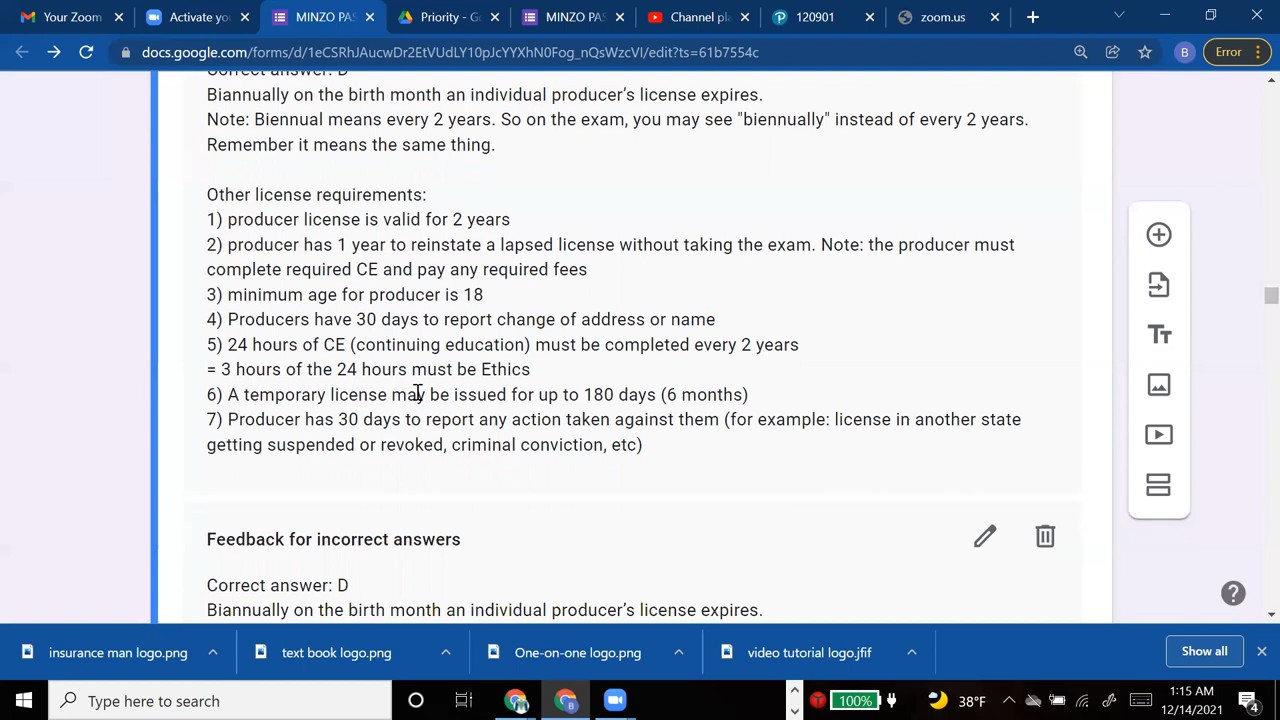 Your Zoom
Activate you
MINZO PAS
Priority - Go
MINZO PAS
Channel pla
120901
zoom.us
docs.google.com/forms/d/1eCSRhJAucwDr2EtVUdLY10pJcYYXhN0Fog_nQsWzcVI/edit?ts=61b7554c
B
Error
Correct answer: D
Biannually on the birth month an individual producer's license expires.
Note: Biennual means every 2 years. So on the exam, you may see "biennually" instead of every 2 years.
Remember it means the same thing.
Other license requirements:
1) producer license is valid for 2 years
2) producer has 1 year to reinstate a lapsed license without taking the exam. Note: the producer must
complete required CE and pay any required fees
3) minimum age for producer is 18
4) Producers have 30 days to report change of address or name
5) 24 hours of CE (continuing education) must be completed every 2 years
= 3 hours of the 24 hours must be Ethics
6) A temporary license may be issued for up to 180 days (6 months)
7) Producer has 30 days to report any action taken against them (for example: license in another state
getting suspended or revoked, criminal conviction, etc)
Feedback for incorrect answers
Correct answer: D
Biannually on the birth month an individual producer's license expires.
insurance man logo.png
text book logo.png
One-on-one logo.png
video tutorial logo.jfif
Show all
Type here to search
100%
38°F
1:15 AM
12/14/2021
4